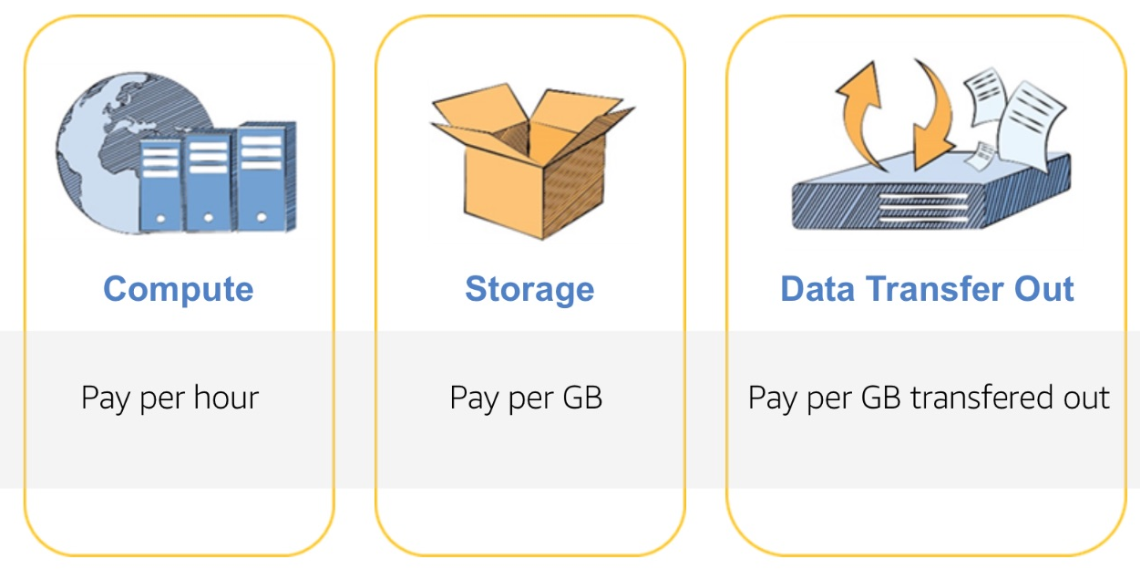 Compute
Storage
Data Transfer Out
Pay per hour
Pay per GB
Pay per GB transfered out